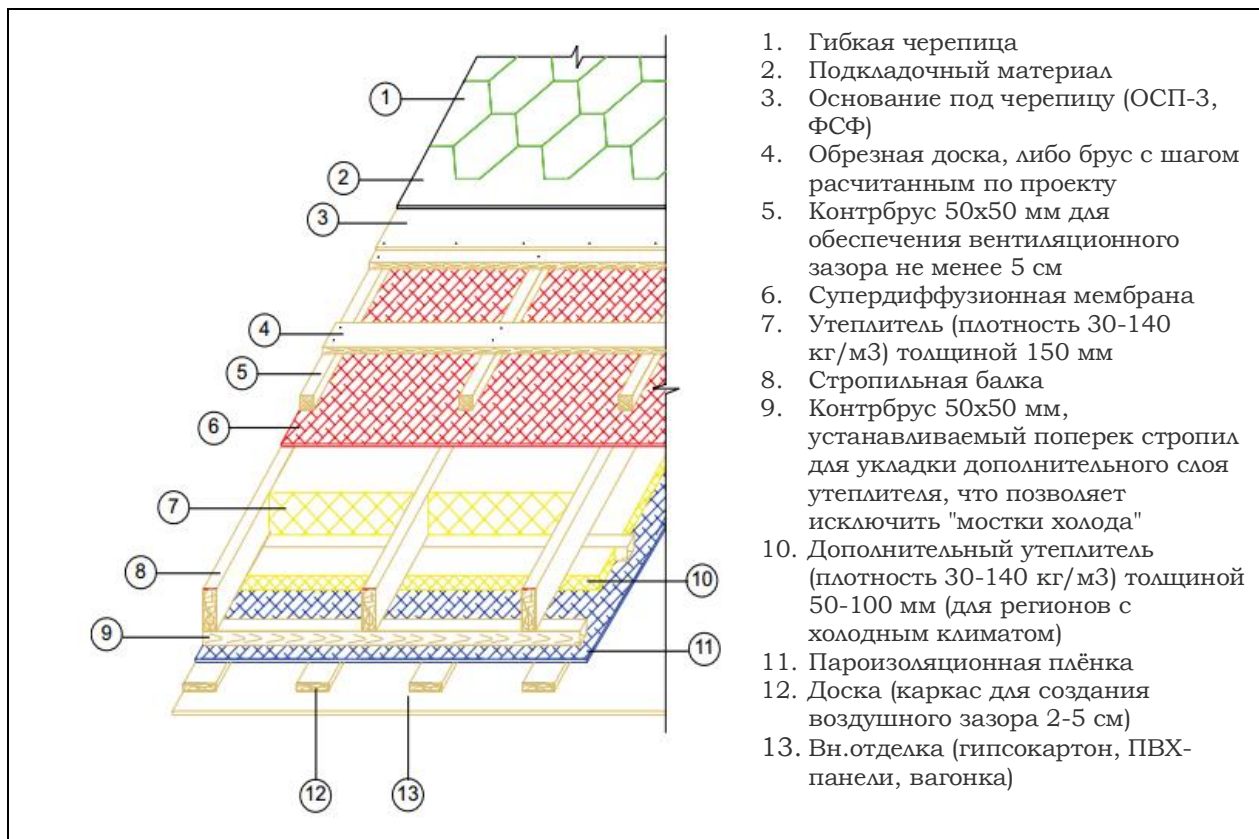 1. Гибкая черепица
2. Подкладочный материал
3. Основание под черепицу (ОСП-3,
ФСФ)
4. Обрезная доска, либо брус с шагом
расчитанным по проекту
5. Контрбрус 50х50 мм для
обеспечения вентиляционного
зазора не менее 5 см
6. Супердиффузионная мембрана
7. Утеплитель (плотность 30-140
кг/м3) толщиной 150 мм
8. Стропильная балка
9. Контрбрус 50х50 мм,
устанавливаемый поперек стропил
для укладки дополнительного слоя
утеплителя, что позволяет
исключить "мостки холода"
10. Дополнительный утеплитель
(плотность 30-140 кг/м3) толщиной
50-100 мм (для регионов с
холодным климатом)
11. Пароизоляционная плёнка
12. Доска (каркас для создания
воздушного зазора 2-5 см)
13. Вн.отделка (гипсокартон, ПВХ-
панели, вагонка)
1
2
3
4
5
6
7
8
10
9
11
12
13